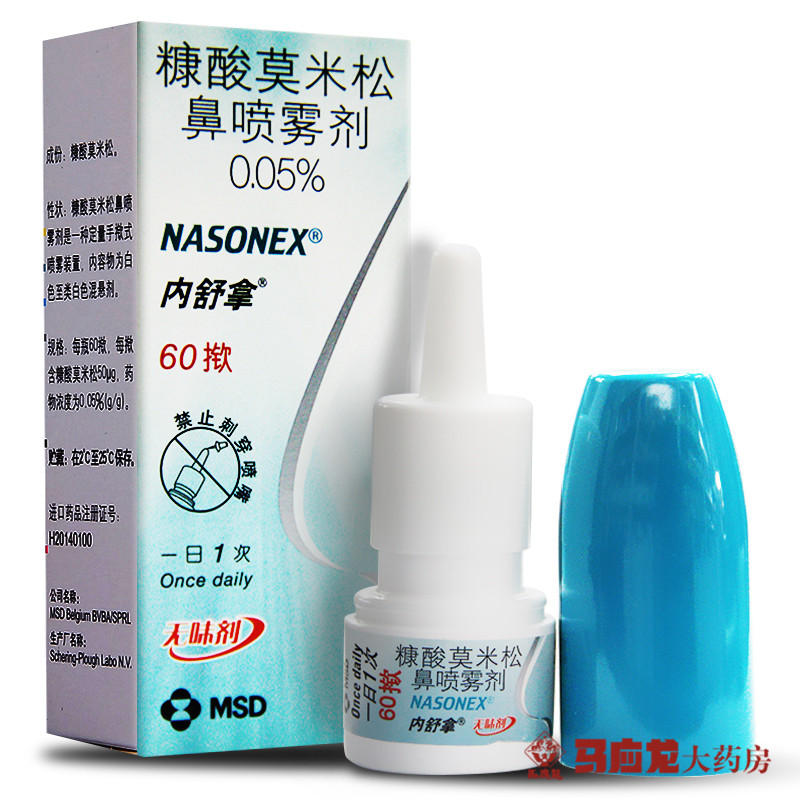 糠酸莫米松
鼻喷雾剂
0.05%
NASONEX®
内舒拿®
60揿
禁止刺穿喷嘴
一日1次
Once daily
无味剂
MSD
成份：糠酸莫米松。
性状：糠酸莫米松鼻喷
雾剂是一种定量手揿式
喷雾装置，内容物为白
色至类白色混悬剂。
规格：每瓶60揿，每揿
含糠酸莫米松50μg，药
物浓度为0.05%(g/g)。
贮藏：在2℃至25℃保存。
进口药品注册证号：
H20140100
公司名称：
MSD Belgium BVBA/SPRL
生产厂名称：
Schering-Plough Labo N.V.
MSD
Once daily
一日1次
60揿
糠酸莫米松
鼻喷雾剂
NASONEX®
内舒拿®
无味剂
马应龙大药房